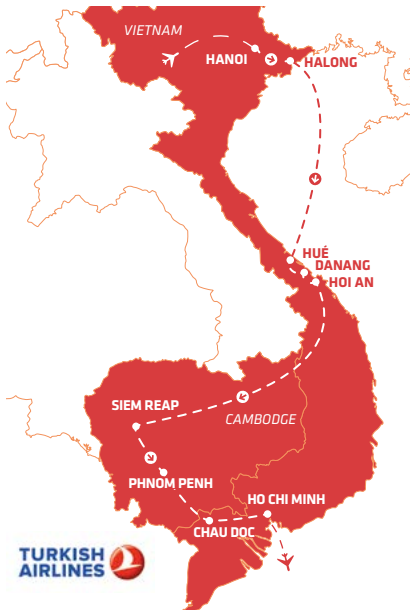 VIETNAM
HANOI
HALONG
HUÉ
DANANG
HOI AN
SIEM REAP
CAMBODGE
PHNOM PENH
HO CHI MINH
CHAU DOC
TURKISH
AIRLINES